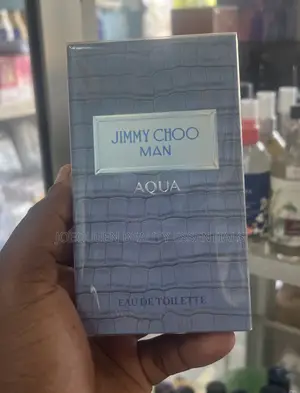 JIMMY CHOO
MAN
AQUA
EAU DE TOILETTE